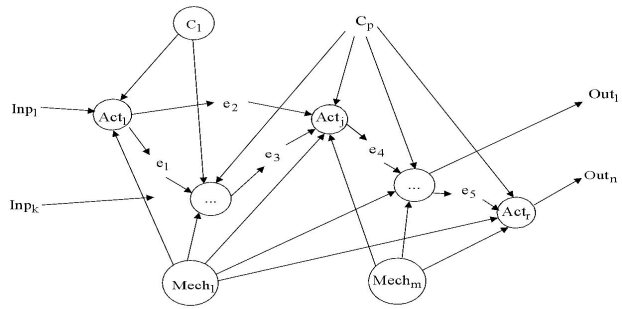 C1
Cp
Inp1
Act1
e2
Actj
Out1
e1
e3
e4
Inpk
...
...
e5
Actr
Outn
Mech1
Mechm